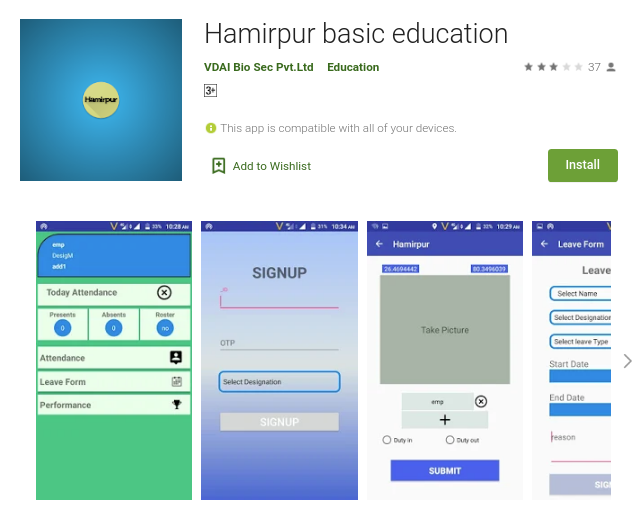 Hamirpur
Hamirpur basic education
VDAI Bio Sec Pvt.Ltd Education
37
3+
This app is compatible with all of your devices.
Add to Wishlist
Install
33% 10:28 AM
emp
DesigM
add1
Today Attendance
Presents Absents Roster
0 0 no
Attendance
Leave Form
Performance
31% 10:34 AM
SIGNUP
OTP
Select Designation
SIGNUP
32% 10:29 AM
Hamirpur
26.4694442 80.3496039
Take Picture
emp
+
Duty in Duty out
SUBMIT
Leave Form
Leave
Select Name
Select Designation
Select leave Type
Start Date
End Date
reason
SIG